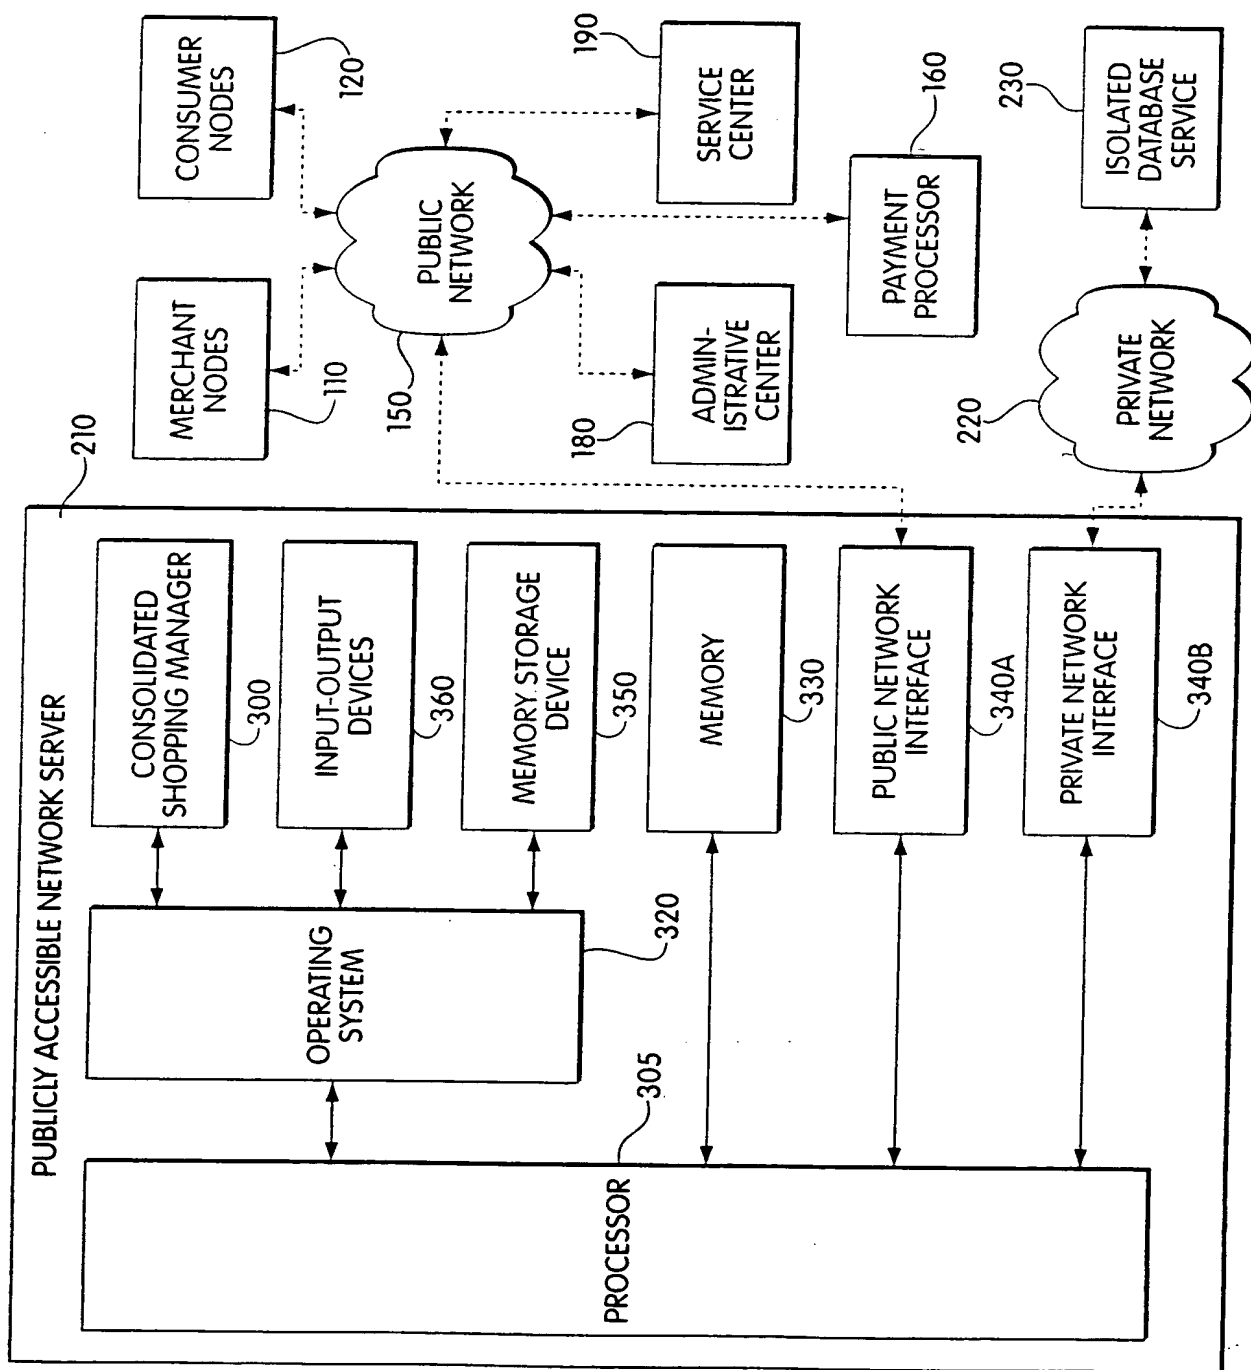 PUBLICLY ACCESSIBLE NETWORK SERVER
210
PROCESSOR
305
OPERATING
SYSTEM
320
CONSOLIDATED
SHOPPING MANAGER
300
INPUT-OUTPUT
DEVICES
360
MEMORY STORAGE
DEVICE
350
MEMORY
330
PUBLIC NETWORK
INTERFACE
340A
PRIVATE NETWORK
INTERFACE
340B
MERCHANT
NODES
110
CONSUMER
NODES
120
PUBLIC
NETWORK
150
ADMIN-
ISTRATIVE
CENTER
180
SERVICE
CENTER
190
PAYMENT
PROCESSOR
160
PRIVATE
NETWORK
220
ISOLATED
DATABASE
SERVICE
230